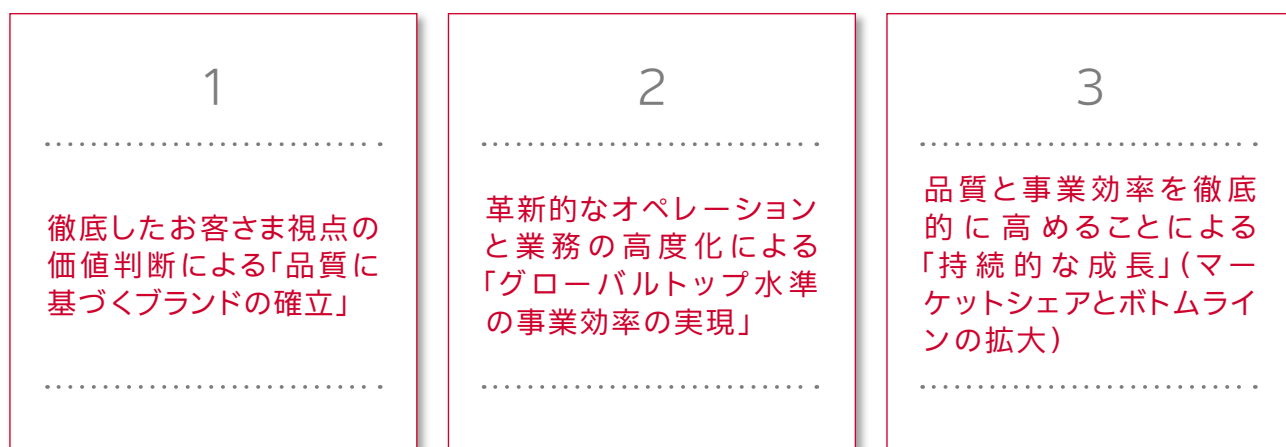 1
徹底したお客さま視点の
価値判断による「品質に
基づくブランドの確立」
2
革新的なオペレーション
と業務の高度化による
「グローバルトップ水準
の事業効率の実現」
3
品質と事業効率を徹底
的に高めることによる
「持続的な成長」(マー
ケットシェアとボトムライ
ンの拡大)